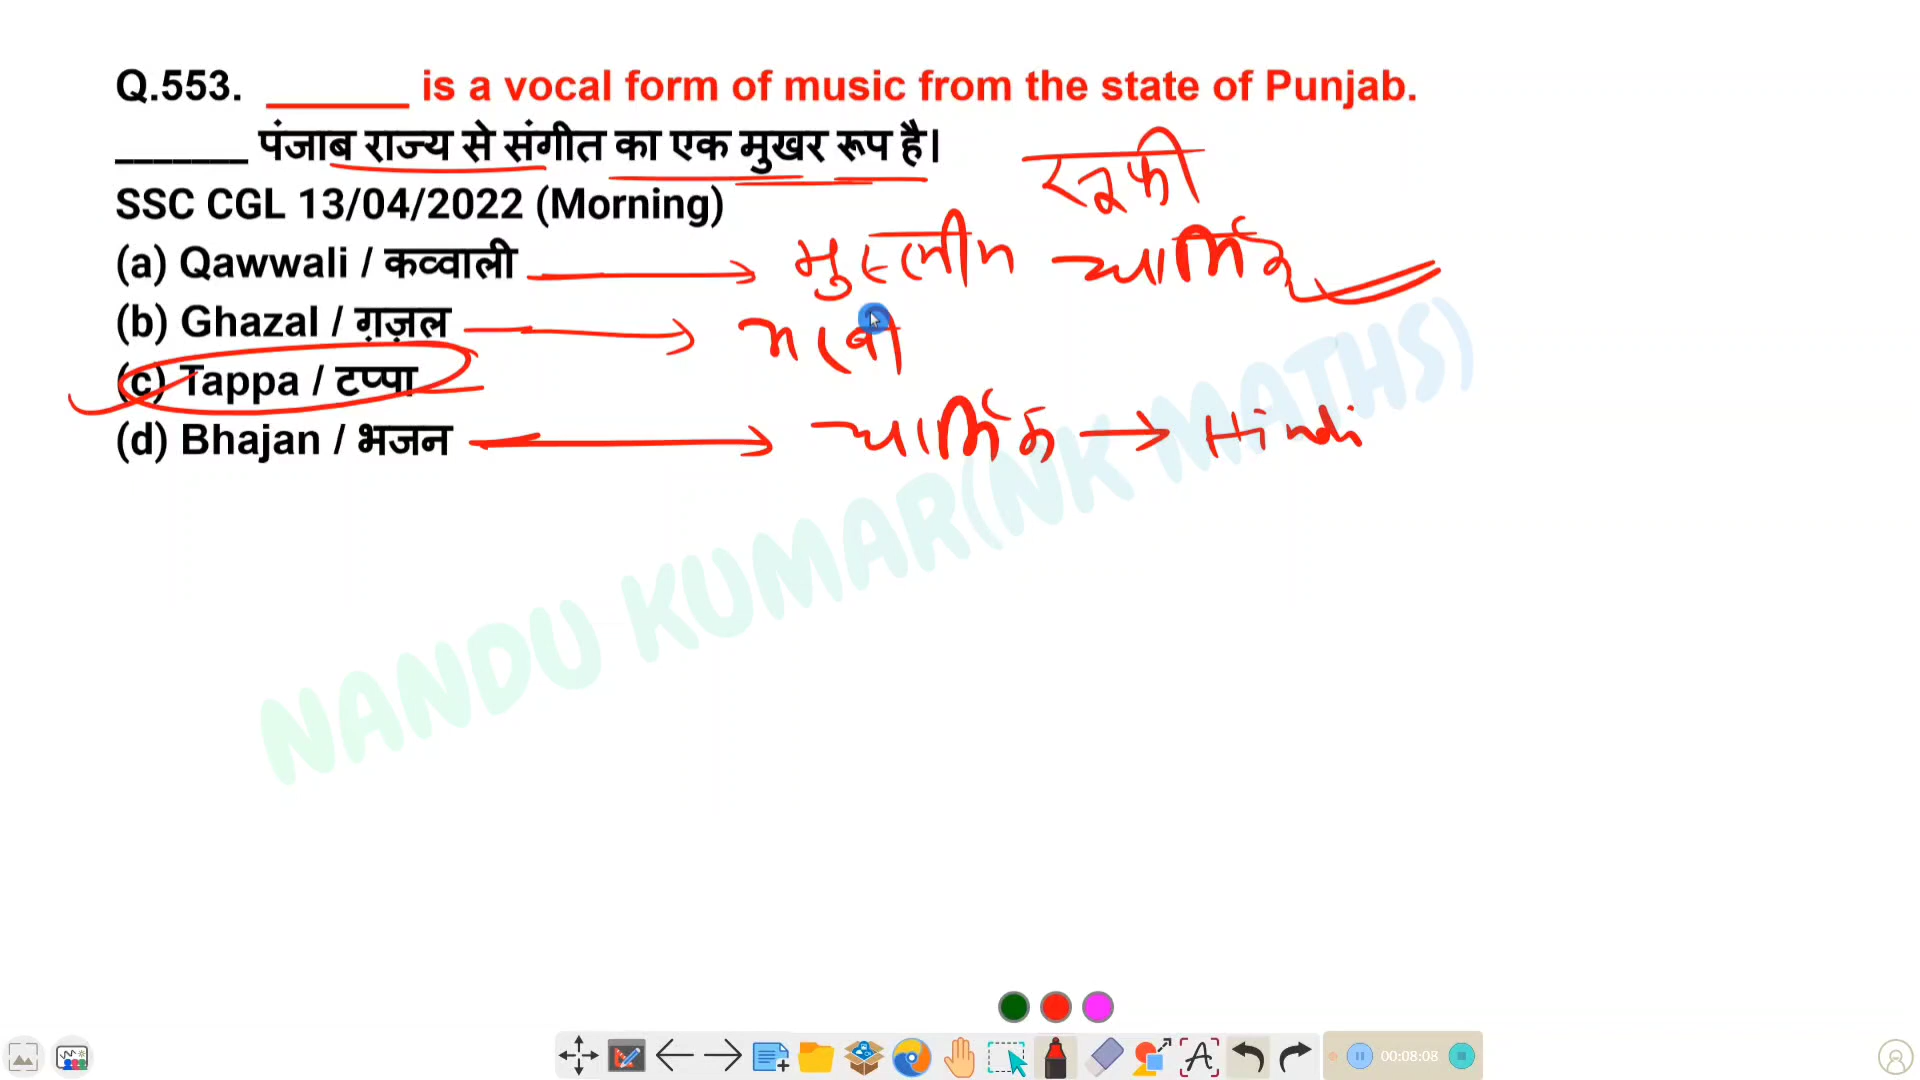 Q.553. ______ is a vocal form of music from the state of Punjab.
______ पंजाब राज्य से संगीत का एक मुखर रूप है।
सूफी
SSC CGL 13/04/2022 (Morning)
(a) Qawwali / कव्वाली → मुस्लीम धार्मिक
(b) Ghazal / ग़ज़ल →
(c) Tappa / टप्पा
(d) Bhajan / भजन → धार्मिक → Hindi
NANDU KUMAR(NK MATHS)
00:08:08